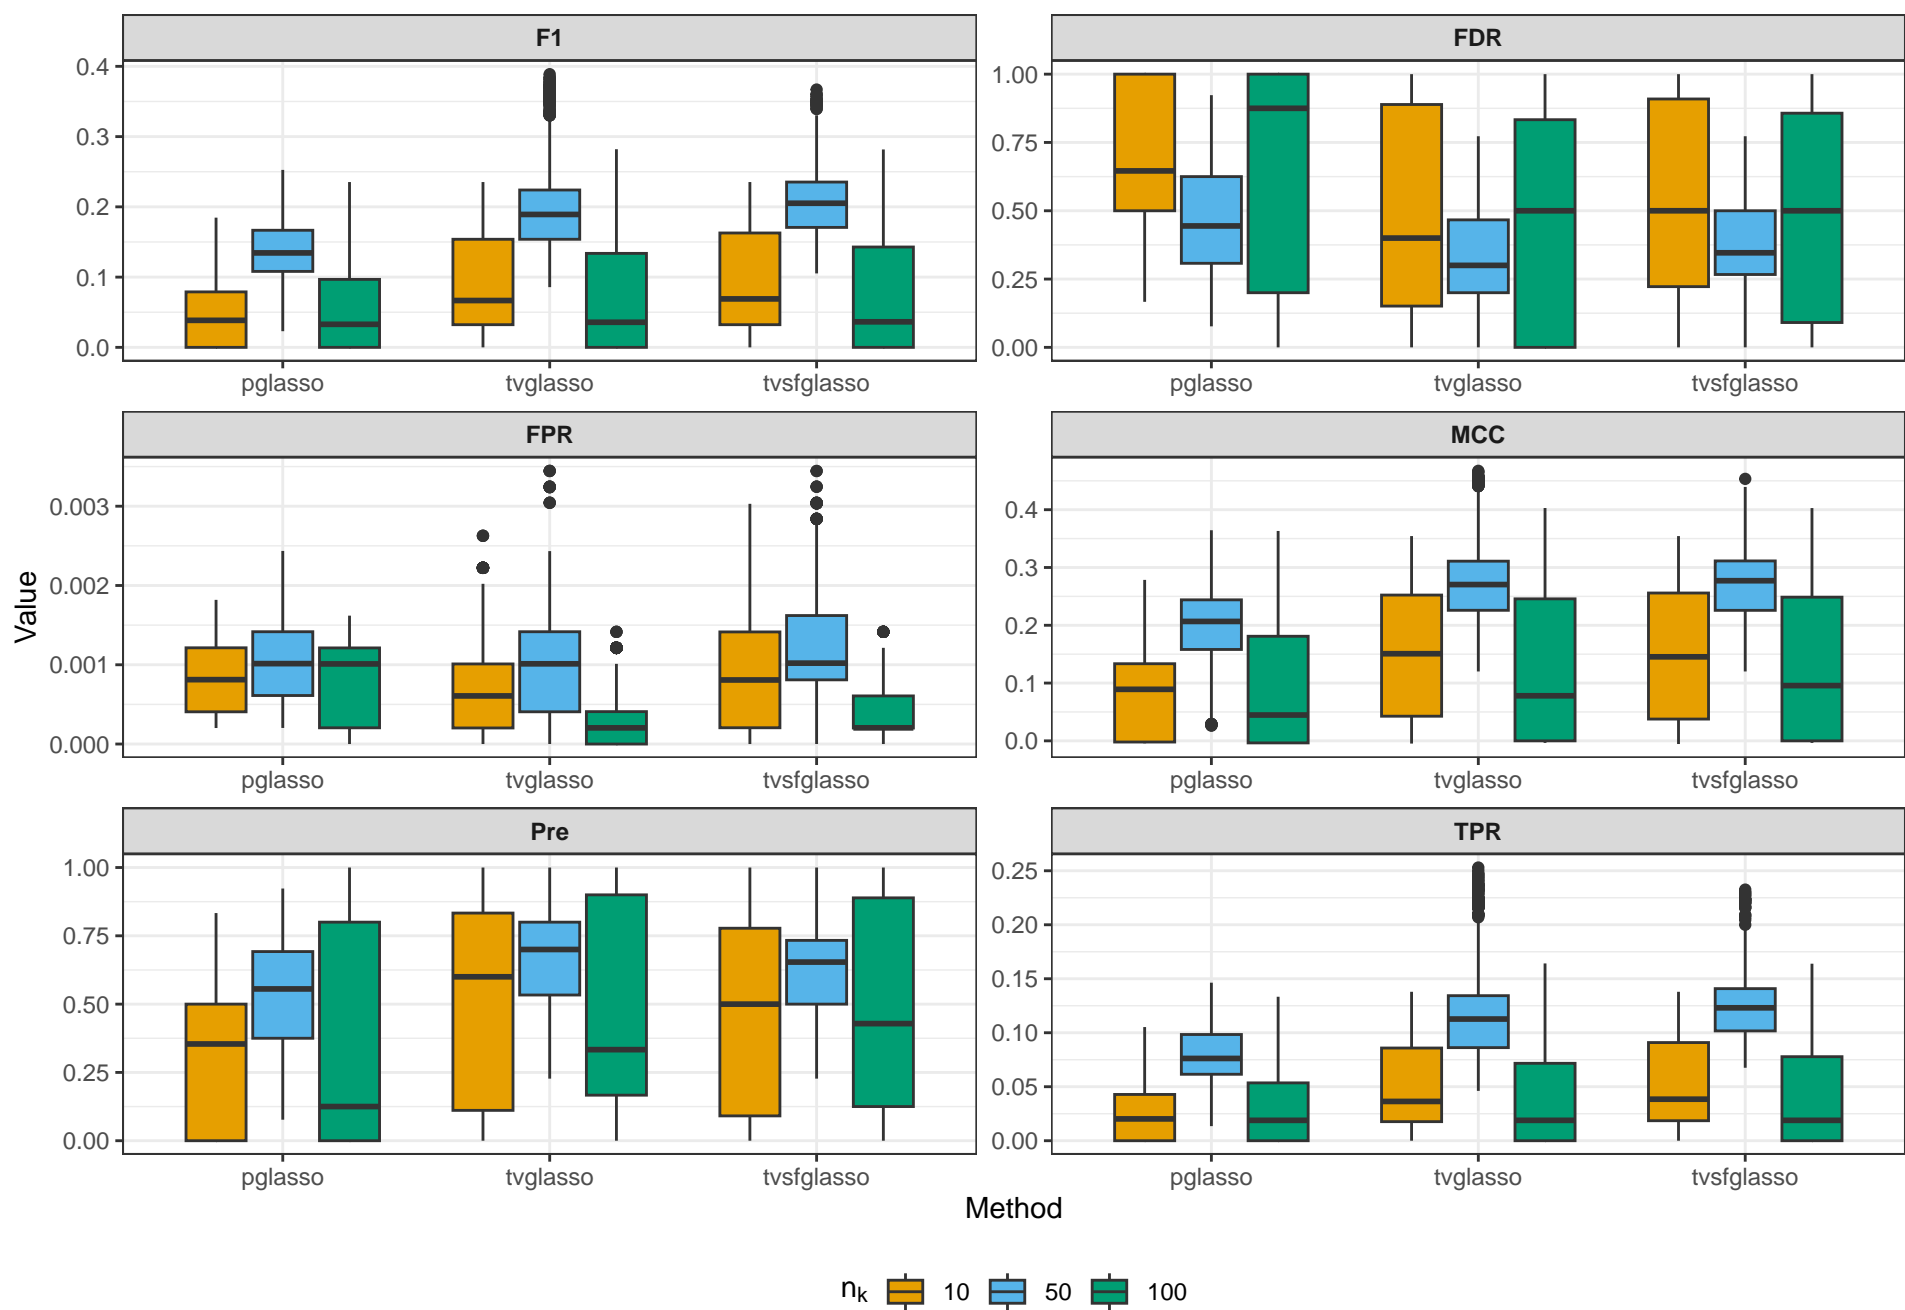 F1
FDR
0.4
0.3
0.2
0.1
0.0
1.00
0.75
0.50
0.25
0.00
pglasso tvglasso tvsfglasso
pglasso tvglasso tvsfglasso
FPR
MCC
0.003
0.002
0.001
0.000
0.4
0.3
0.2
0.1
0.0
pglasso tvglasso tvsfglasso
pglasso tvglasso tvsfglasso
Value
Pre
TPR
1.00
0.75
0.50
0.25
0.00
0.25
0.20
0.15
0.10
0.05
0.00
pglasso tvglasso tvsfglasso
pglasso tvglasso tvsfglasso
Method
nk 10 50 100